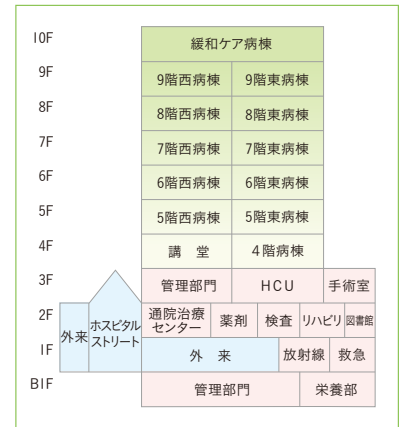 10F
緩和ケア病棟
9F
9階西病棟 9階東病棟
8F
8階西病棟 8階東病棟
7F
7階西病棟 7階東病棟
6F
6階西病棟 6階東病棟
5F
5階西病棟 5階東病棟
4F
講 堂 4階病棟
3F
管理部門 HCU 手術室
2F
外来
ホスピタル
ストリート
通院治療
センター
薬剤 検査 リハビリ 図書館
1F
外 来 放射線 救急
B1F
管理部門 栄養部